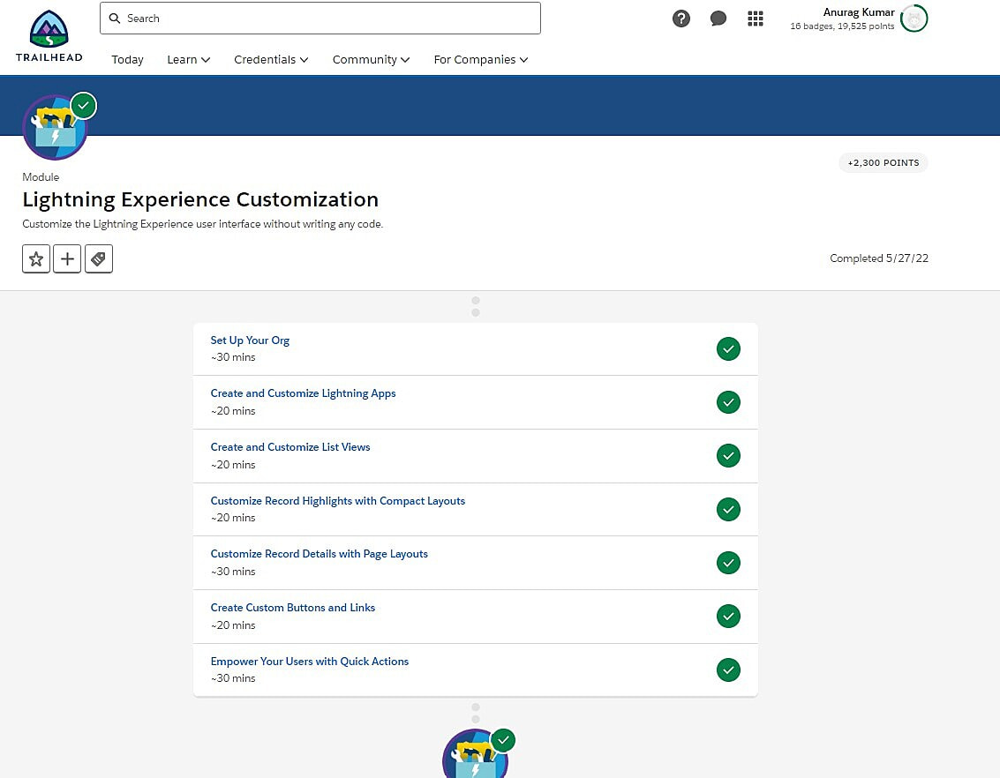 Search
Anurag Kumar
16 badges, 19,525 points
TRAILHEAD
Today Learn Credentials Community For Companies
+2,300 POINTS
Module
Lightning Experience Customization
Customize the Lightning Experience user interface without writing any code.
Completed 5/27/22
Set Up Your Org
~30 mins
Create and Customize Lightning Apps
~20 mins
Create and Customize List Views
~20 mins
Customize Record Highlights with Compact Layouts
~20 mins
Customize Record Details with Page Layouts
~30 mins
Create Custom Buttons and Links
~20 mins
Empower Your Users with Quick Actions
~30 mins